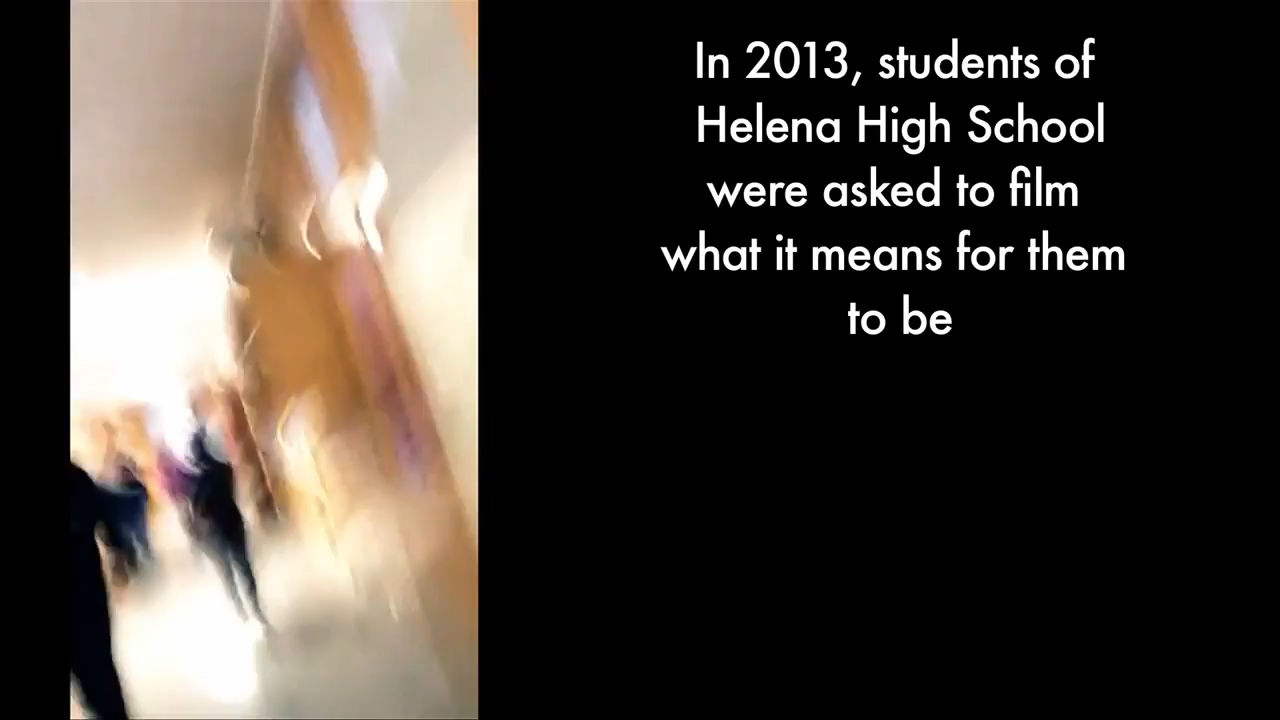 In 2013, students of
Helena High School
were asked to film
what it means for them
to be